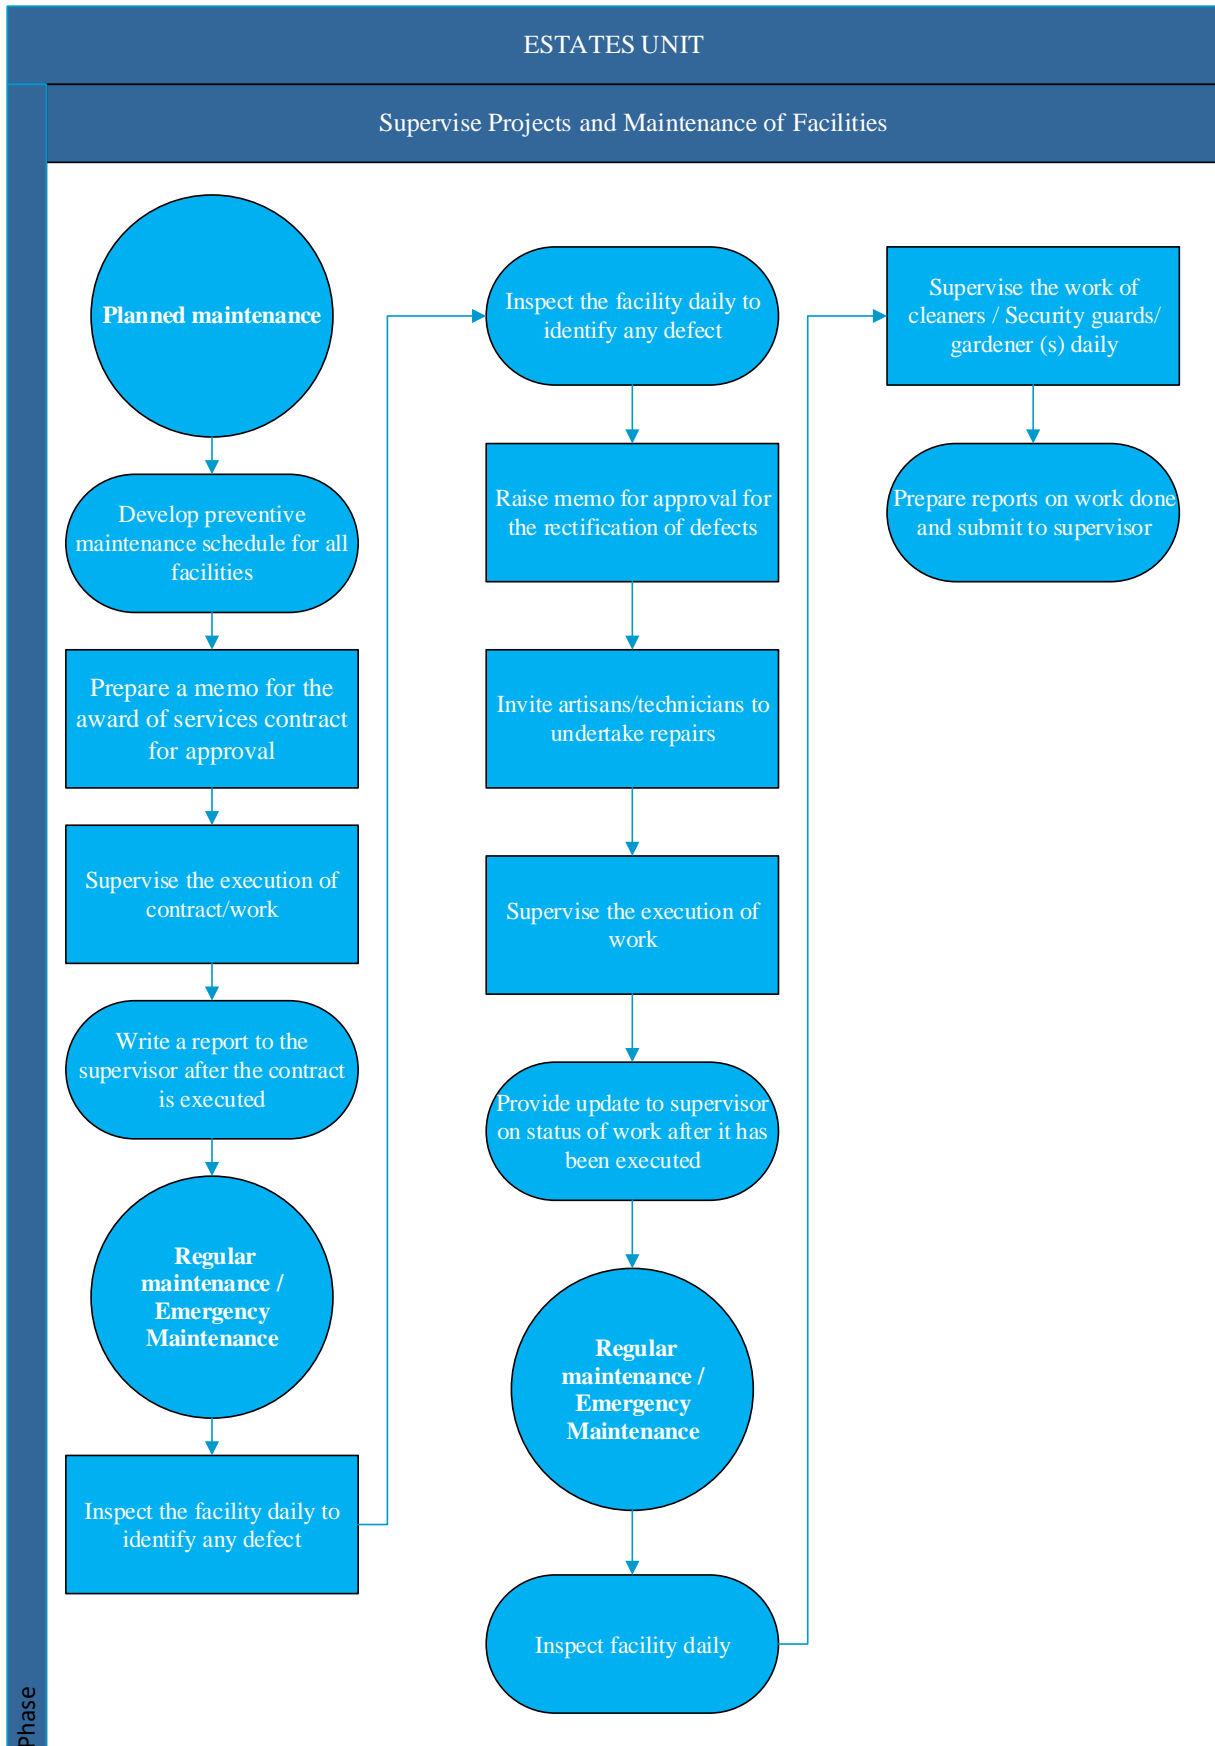 ESTATES UNIT
Supervise Projects and Maintenance of Facilities
Planned maintenance
Develop preventive
maintenance schedule for all
facilities
Prepare a memo for the
award of services contract
for approval
Supervise the execution of
contract/work
Write a report to the
supervisor after the contract
is executed
Regular
maintenance /
Emergency
Maintenance
Inspect the facility daily to
identify any defect
Inspect the facility daily to
identify any defect
Raise memo for approval for
the rectification of defects
Invite artisans/technicians to
undertake repairs
Supervise the execution of
work
Provide update to supervisor
on status of work after it has
been executed
Regular
maintenance /
Emergency
Maintenance
Inspect facility daily
Supervise the work of
cleaners / Security guards/
gardener (s) daily
Prepare reports on work done
and submit to supervisor
Phase